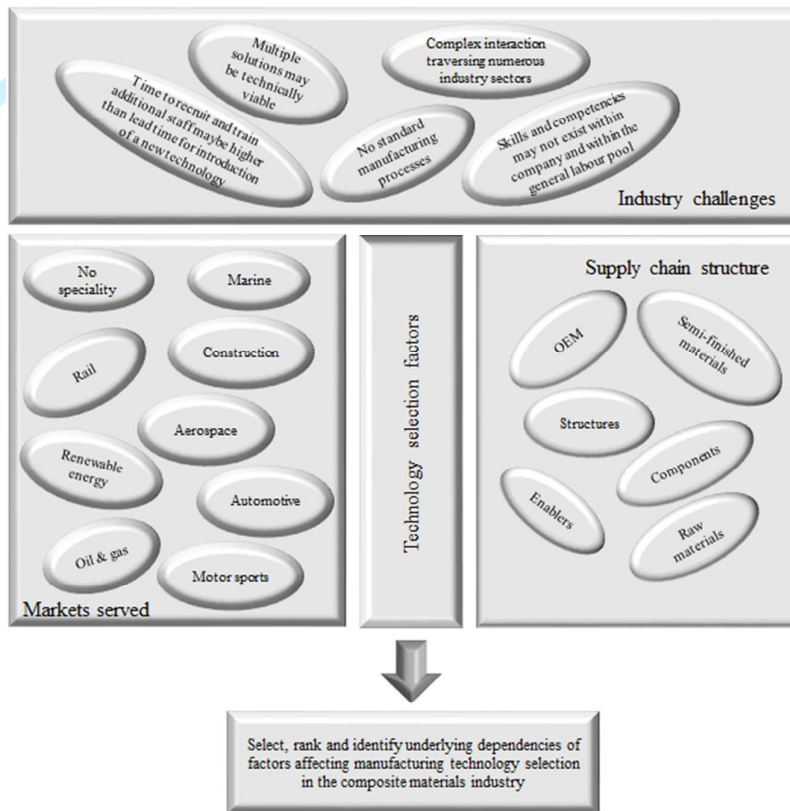 Multiple
solutions may
be technically
viable
Complex interaction
traversing numerous
industry sectors
Time to recruit and train
additional staff maybe higher
than lead time for introduction
of a new technology
No standard
manufacturing
processes
Skills and competencies
may not exist within
company and within the
general labour pool
Industry challenges
No
speciality
Marine
Rail
Construction
Aerospace
Renewable
energy
Automotive
Oil & gas
Motor sports
Markets served
Technology selection factors
Supply chain structure
OEM
Semi-finished
materials
Structures
Components
Enablers
Raw
materials
Select, rank and identify underlying dependencies of
factors affecting manufacturing technology selection
in the composite materials industry